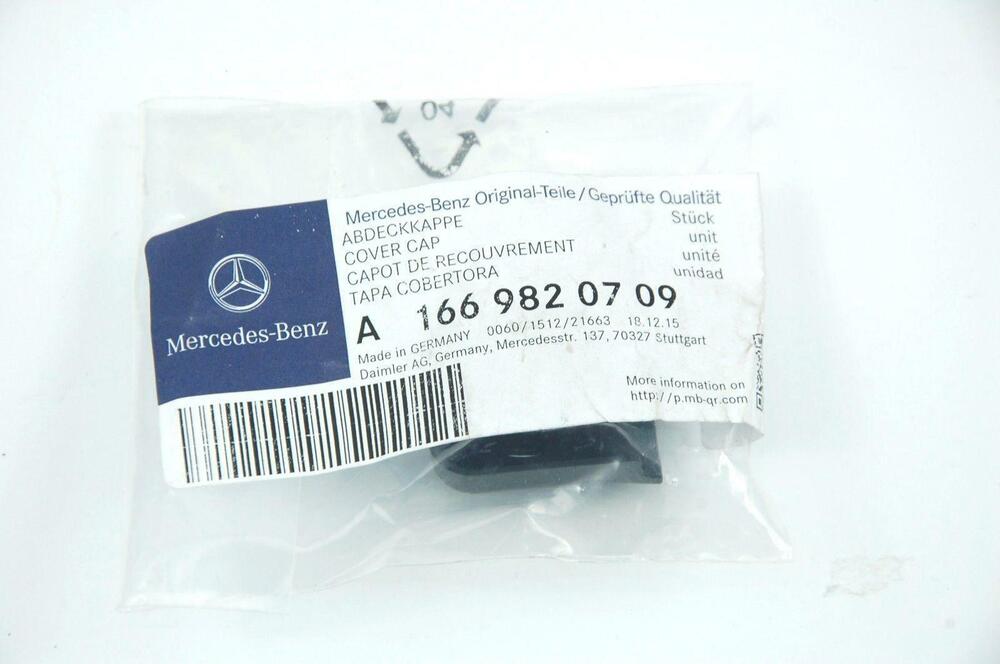 04
Mercedes-Benz
Mercedes-Benz Original-Teile/Geprüfte Qualität
ABDECKKAPPE Stück
COVER CAP unit
CAPOT DE RECOUVREMENT unité
TAPA COBERTORA unidad
A 166 982 07 09
Made in GERMANY 0060/1512/21663 18.12.15
Daimler AG, Germany, Mercedesstr. 137, 70327 Stuttgart
More information on
http://p.mb-qr.com